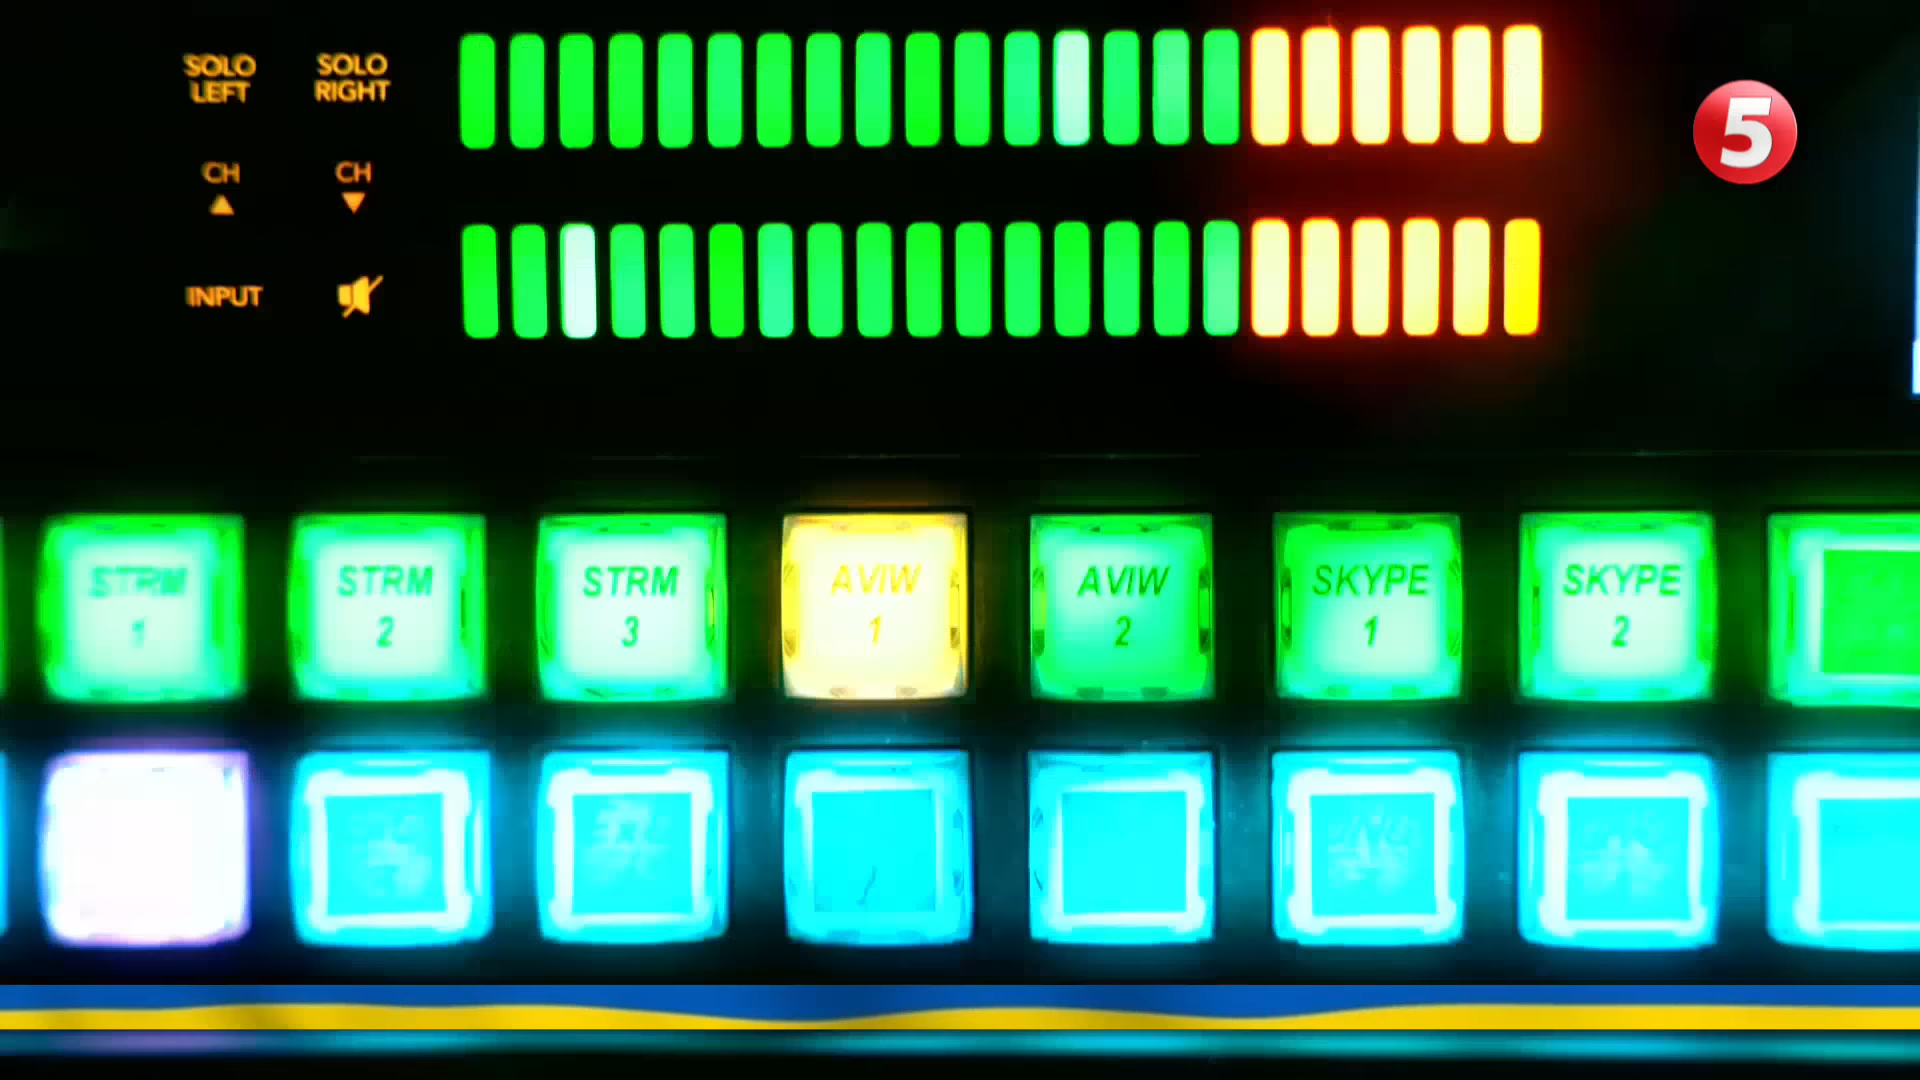 SOLO LEFT
SOLO RIGHT
5
CH
CH
INPUT
STRM 1
STRM 2
STRM 3
AVIW 1
AVIW 2
SKYPE 1
SKYPE 2